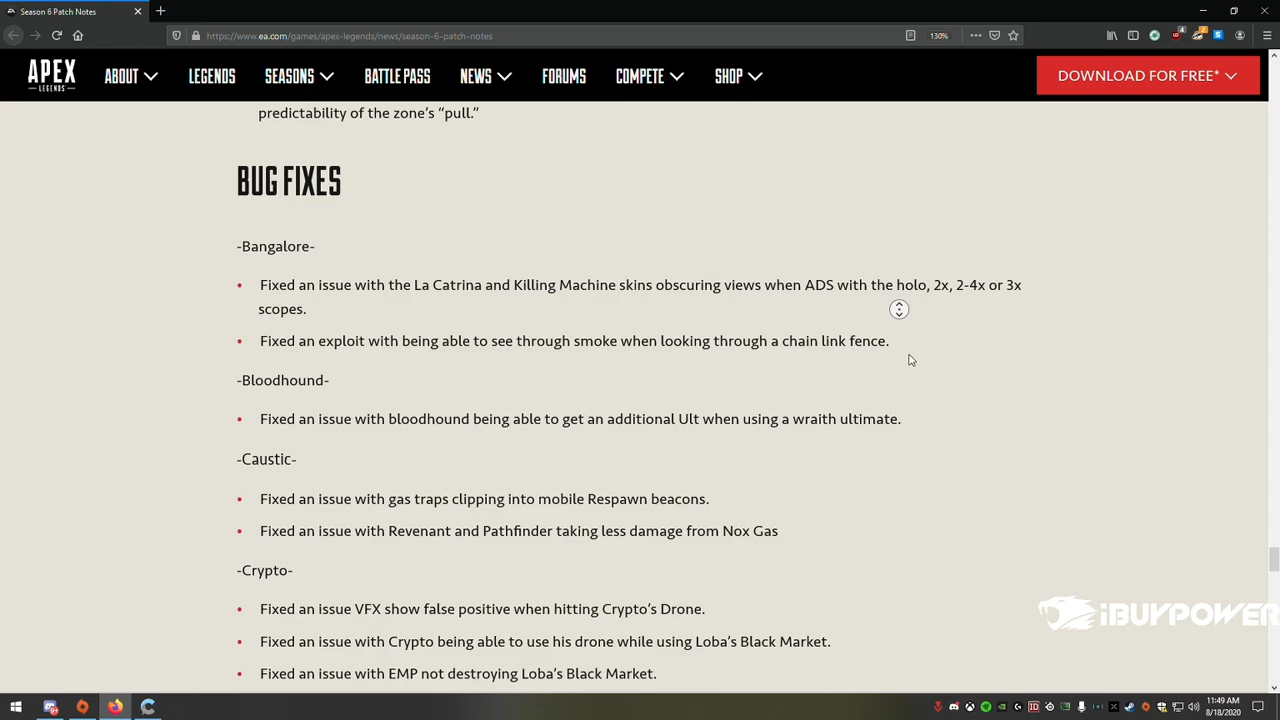 Season 6 Patch Notes
https://www.ea.com/games/apex-legends/news/season-6-patch-notes
130%
APEX
LEGENDS
ABOUT
LEGENDS
SEASONS
BATTLE PASS
NEWS
FORUMS
COMPETE
SHOP
DOWNLOAD FOR FREE*
predictability of the zone’s “pull.”
BUG FIXES
-Bangalore-
• Fixed an issue with the La Catrina and Killing Machine skins obscuring views when ADS with the holo, 2x, 2-4x or 3x
scopes.
• Fixed an exploit with being able to see through smoke when looking through a chain link fence.
-Bloodhound-
• Fixed an issue with bloodhound being able to get an additional Ult when using a wraith ultimate.
-Caustic-
• Fixed an issue with gas traps clipping into mobile Respawn beacons.
• Fixed an issue with Revenant and Pathfinder taking less damage from Nox Gas
-Crypto-
• Fixed an issue VFX show false positive when hitting Crypto’s Drone.
• Fixed an issue with Crypto being able to use his drone while using Loba’s Black Market.
• Fixed an issue with EMP not destroying Loba’s Black Market.
iBUYPOWER
11:49 AM
8/18/2020